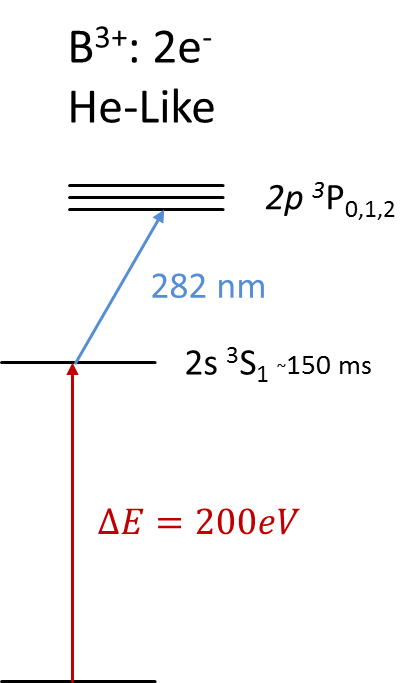 B³⁺: 2e⁻
He-Like
2p ³P₀,₁,₂
282 nm
2s ³S₁ ~150 ms
ΔE = 200eV